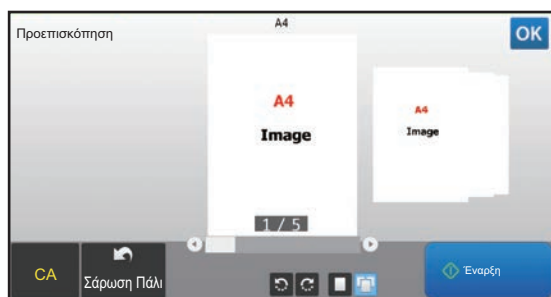 A4
Προεπισκόπηση
OK
A4
Image
A4
Image
1 / 5
CA
Σάρωση Πάλι
Έναρξη